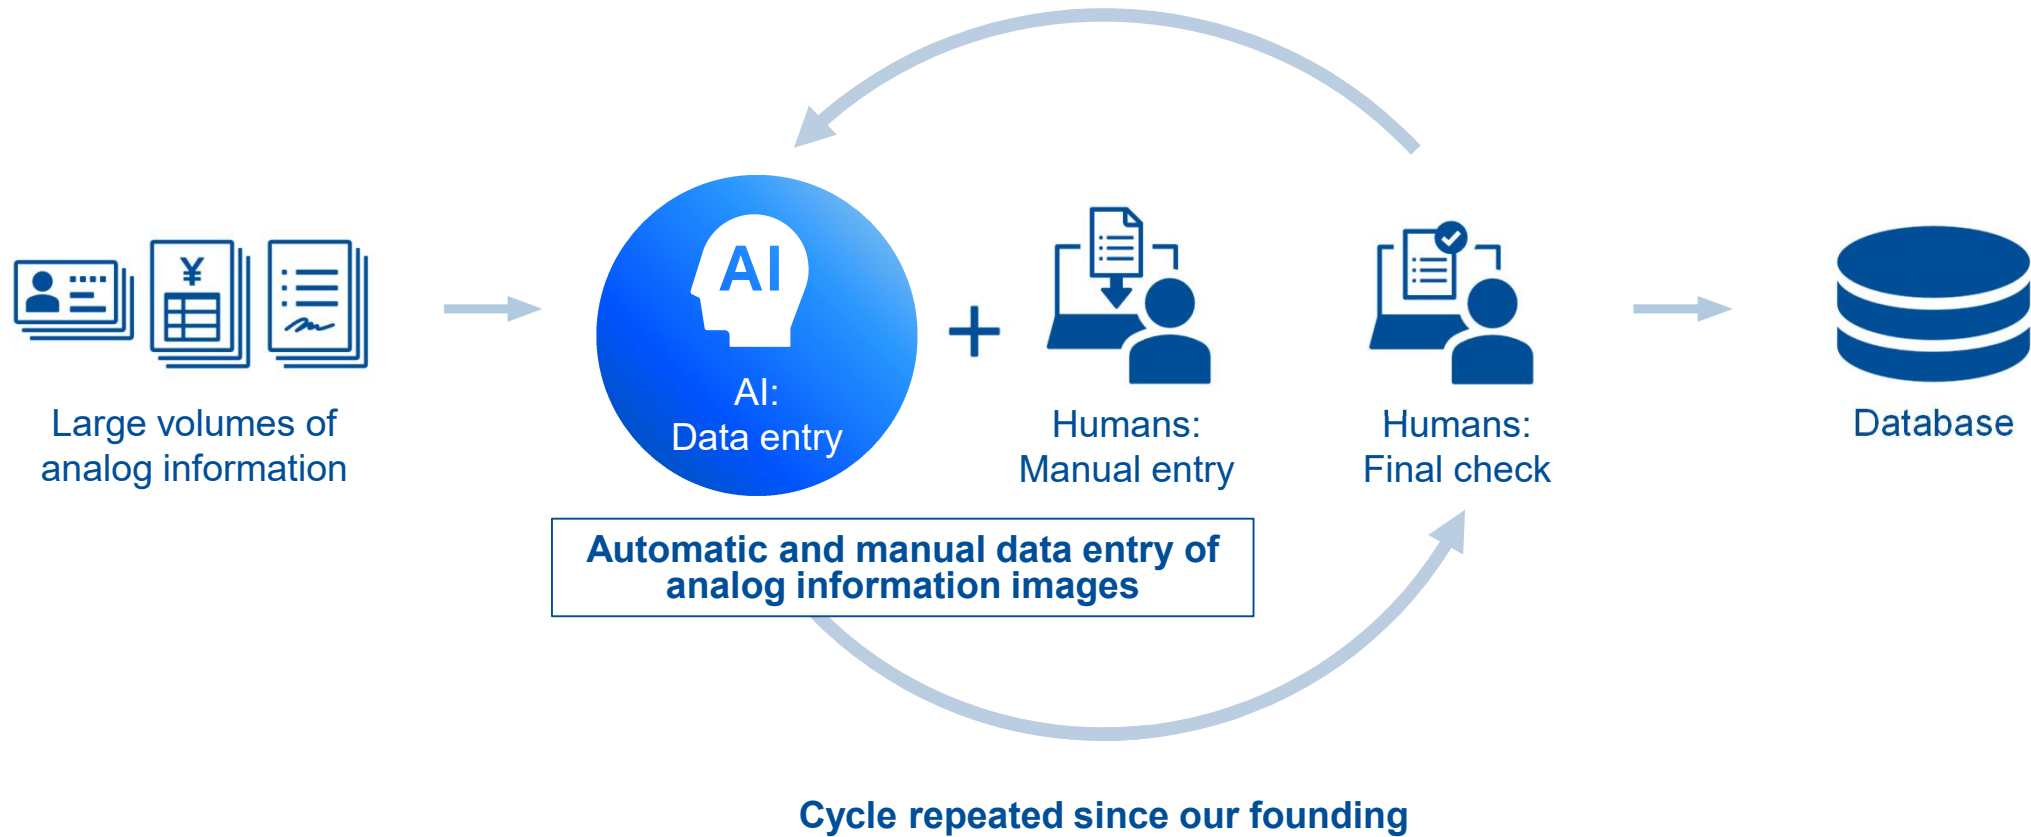 Large volumes of
analog information
¥
AI
AI:
Data entry
Humans:
Manual entry
Humans:
Final check
Database
Automatic and manual data entry of
analog information images
Cycle repeated since our founding